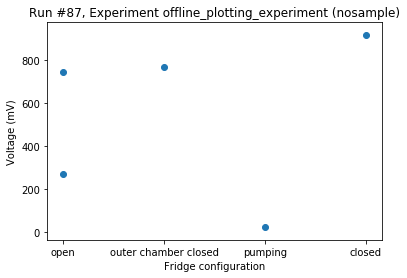 Run #87, Experiment offline_plotting_experiment (nosample)
800
600
400
200
0
Voltage (mV)
open
outer chamber closed
pumping
closed
Fridge configuration